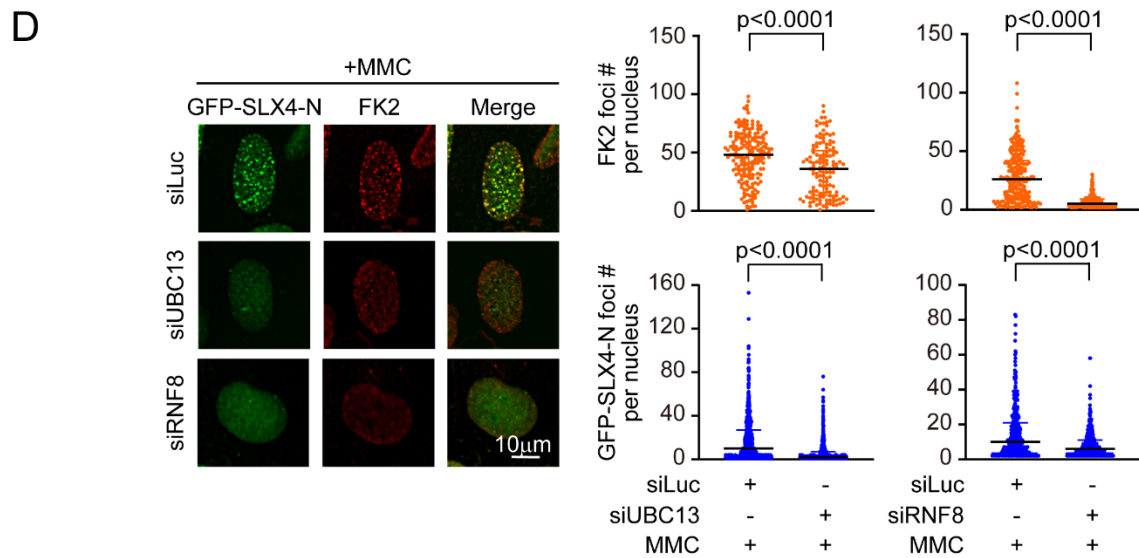 D
+MMC
GFP-SLX4-N FK2 Merge
siLuc
siUBC13
siRNF8
10μm
p<0.0001
FK2 foci #
per nucleus
150
100
50
0
p<0.0001
150
100
50
0
p<0.0001
GFP-SLX4-N foci #
per nucleus
160
120
80
40
0
p<0.0001
100
80
60
40
20
0
siLuc + -
siUBC13 - +
MMC + +
siLuc + -
siRNF8 - +
MMC + +